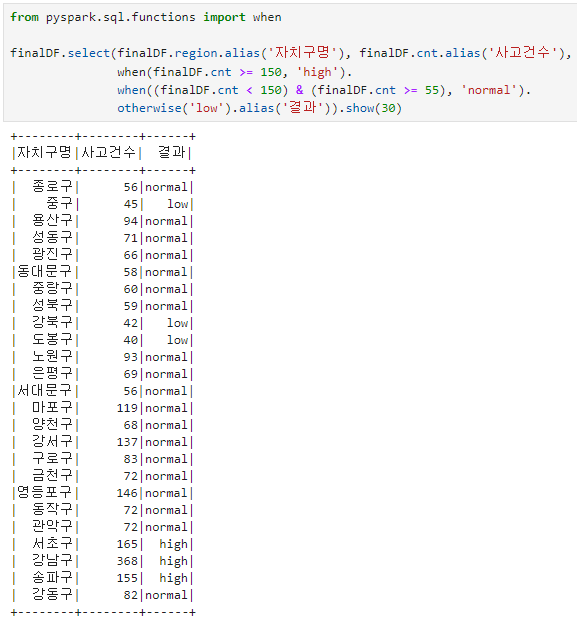 from pyspark.sql.functions import when
finalDF.select(finalDF.region.alias('자치구명'), finalDF.cnt.alias('사고건수'),
               when(finalDF.cnt >= 150, 'high').
               when((finalDF.cnt < 150) & (finalDF.cnt >= 55), 'normal').
               otherwise('low').alias('결과')).show(30)
+--------+--------+------+
|자치구명|사고건수|  결과|
+--------+--------+------+
|  종로구|      56|normal|
|    중구|      45|   low|
|  용산구|      94|normal|
|  성동구|      71|normal|
|  광진구|      66|normal|
|동대문구|      58|normal|
|  중랑구|      60|normal|
|  성북구|      59|normal|
|  강북구|      42|   low|
|  도봉구|      40|   low|
|  노원구|      93|normal|
|  은평구|      69|normal|
|서대문구|      56|normal|
|  마포구|     119|normal|
|  양천구|      68|normal|
|  강서구|     137|normal|
|  구로구|      83|normal|
|  금천구|      72|normal|
|영등포구|     146|normal|
|  동작구|      72|normal|
|  관악구|      72|normal|
|  서초구|     165|  high|
|  강남구|     368|  high|
|  송파구|     155|  high|
|  강동구|      82|normal|
+--------+--------+------+